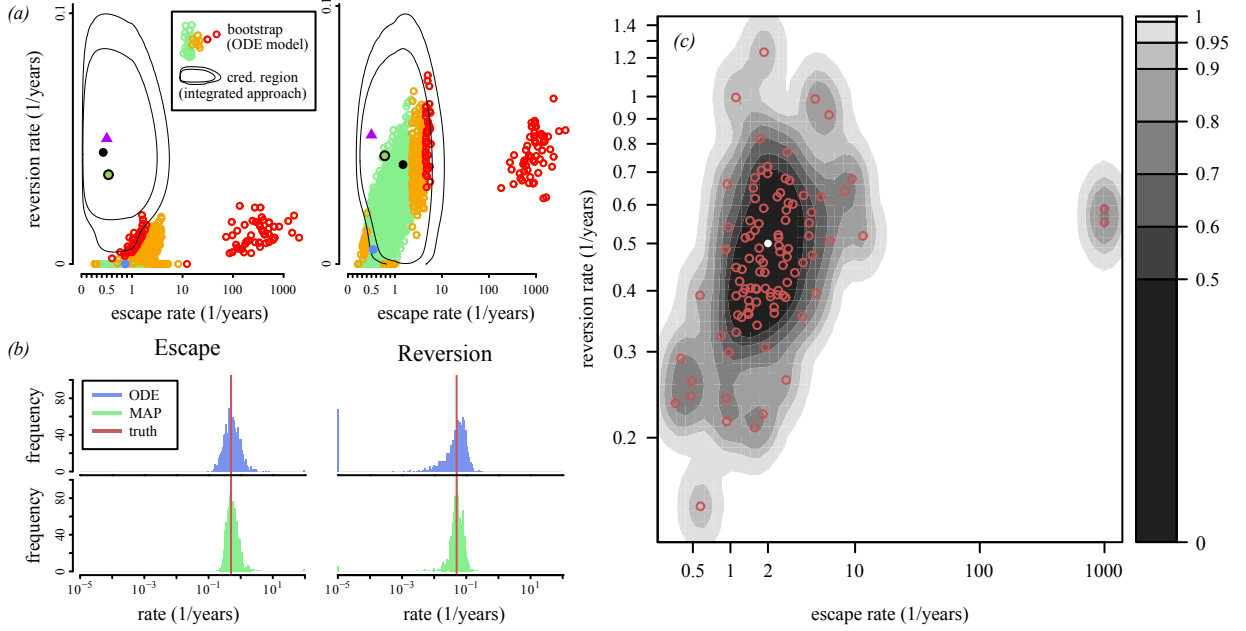 (a)
0.1
reversion rate (1/years)
0
0 0.5 1 10 100 1000
escape rate (1/years)
bootstrap
(ODE model)
cred. region
(integrated approach)
0.1
0
0 0.5 1 10 100 1000
escape rate (1/years)
(b)
Escape
Reversion
ODE
MAP
truth
frequency
0 40 80
frequency
0 40 80
10⁻⁵ 10⁻³ 10⁻¹ 10¹
rate (1/years)
10⁻⁵ 10⁻³ 10⁻¹ 10¹
rate (1/years)
(c)
reversion rate (1/years)
1.4
1.2
1
0.9
0.8
0.7
0.6
0.5
0.4
0.3
0.2
0.5 1 2 10 100 1000
escape rate (1/years)
1
0.95
0.9
0.8
0.7
0.6
0.5
0